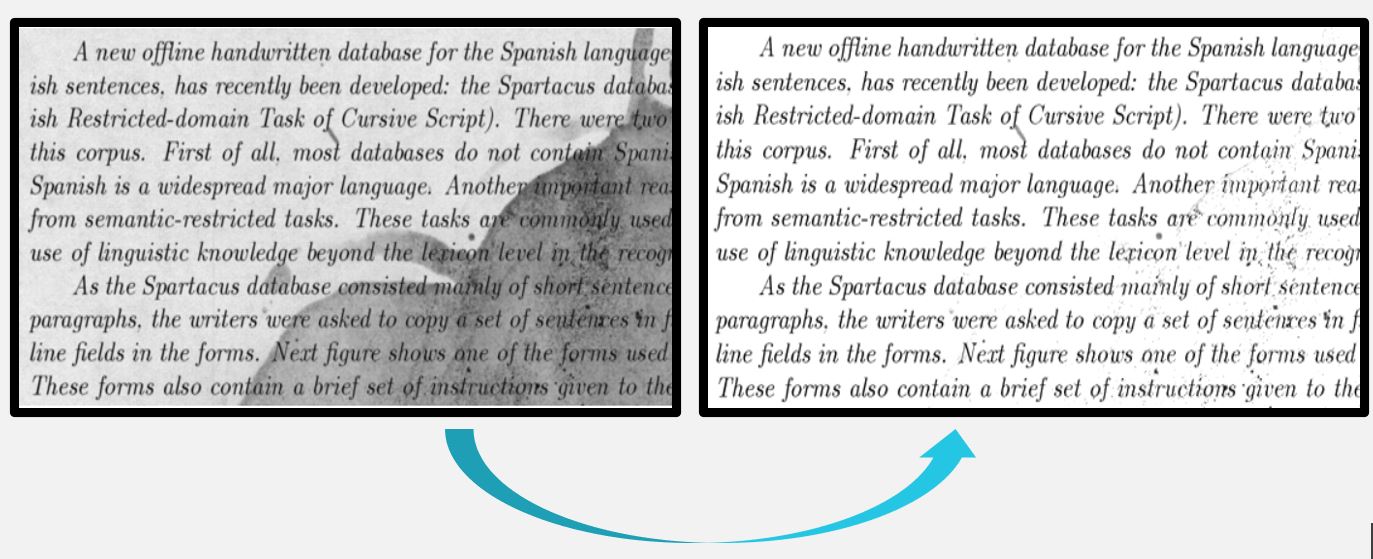 A new offline handwritten database for the Spanish language
ish sentences, has recently been developed: the Spartacus databas
ish Restricted-domain Task of Cursive Script). There were two
this corpus. First of all, most databases do not contain Spani
Spanish is a widespread major language. Another important rea
from semantic-restricted tasks. These tasks are commonly used
use of linguistic knowledge beyond the lexicon level in the recogn
As the Spartacus database consisted mainly of short sentence
paragraphs, the writers were asked to copy a set of sentences in f
line fields in the forms. Next figure shows one of the forms used
These forms also contain a brief set of instructions given to the
A new offline handwritten database for the Spanish language
ish sentences, has recently been developed: the Spartacus databas
ish Restricted-domain Task of Cursive Script). There were two
this corpus. First of all, most databases do not contain Spani
Spanish is a widespread major language. Another important rea
from semantic-restricted tasks. These tasks are commonly used
use of linguistic knowledge beyond the lexicon level in the recogn
As the Spartacus database consisted mainly of short sentence
paragraphs, the writers were asked to copy a set of sentences in f
line fields in the forms. Next figure shows one of the forms used
These forms also contain a brief set of instructions given to the